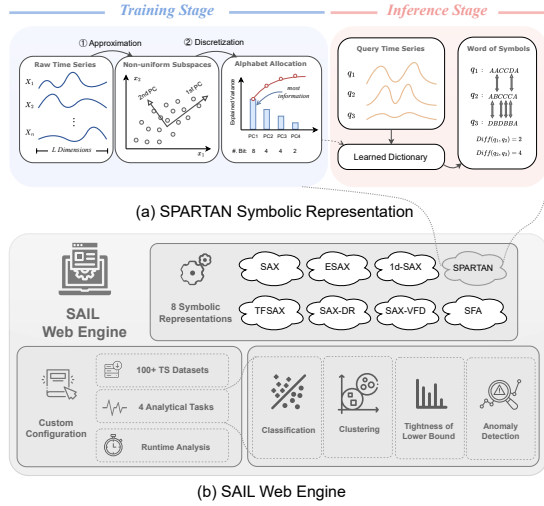 Training Stage
Inference Stage
① Approximation
② Discretization
Raw Time Series
X1
X2
⋮
Xn
L Dimensions
Non-uniform Subspaces
x2
2nd PC
1st PC
x1
Alphabet Allocation
Explained Variance
most
information
PC1 PC2 PC3 PC4
#. Bit: 8 4 4 2
Query Time Series
q1
q2
q3
Learned Dictionary
Word of Symbols
q1 : AACCDA
q2 : ABCCCA
q3 : DBDBBA
Diff(q1, q2) = 2
Diff(q2, q3) = 4
(a) SPARTAN Symbolic Representation
SAIL
Web Engine
8 Symbolic
Representations
SAX
ESAX
1d-SAX
SPARTAN
TFSAX
SAX-DR
SAX-VFD
SFA
Custom
Configuration
100+ TS Datasets
4 Analytical Tasks
Runtime Analysis
Classification
Clustering
Tightness of
Lower Bound
Anomaly
Detection
(b) SAIL Web Engine